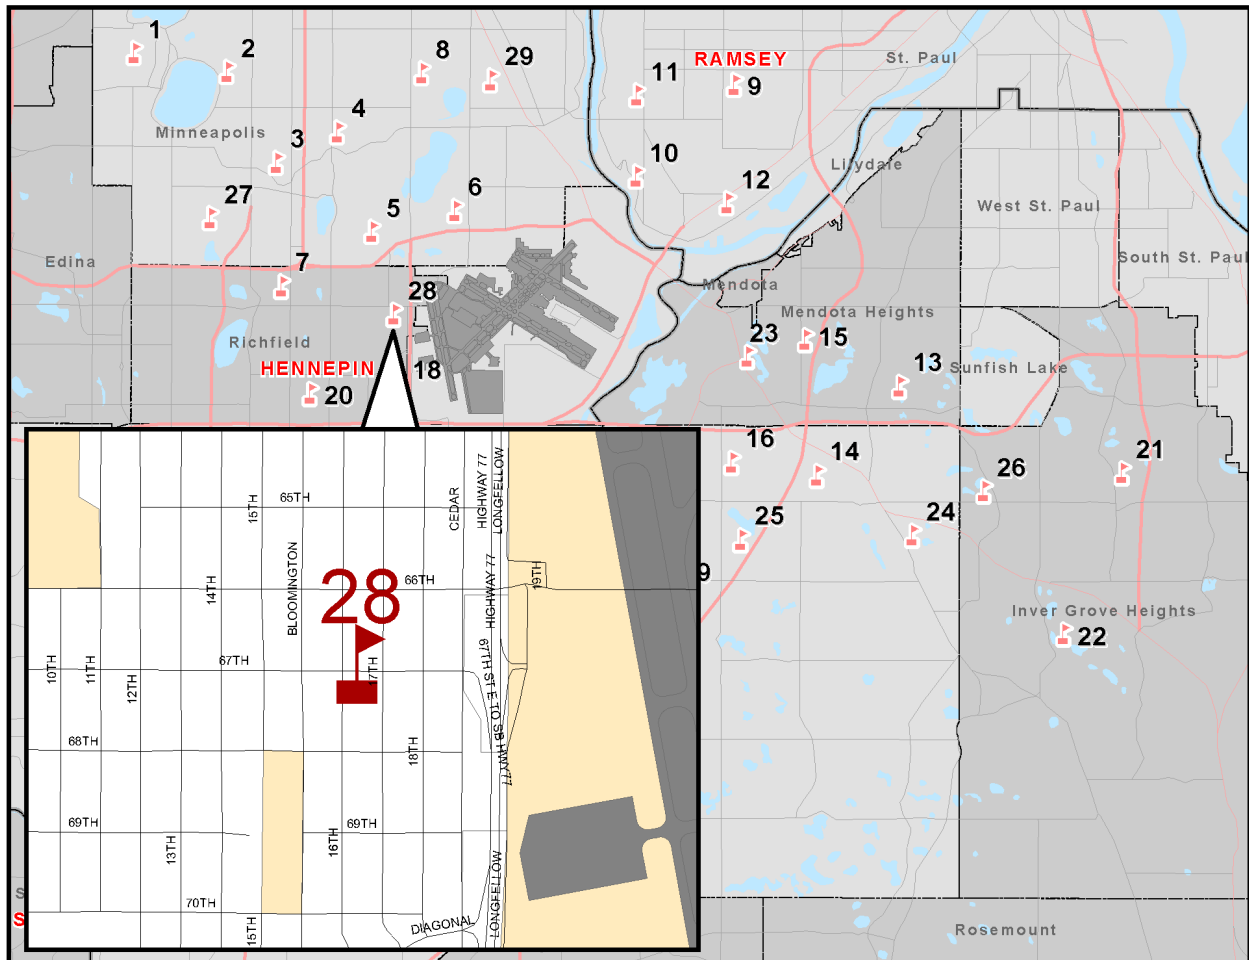 1
2
8
29
11
RAMSEY
9
St. Paul
Minneapolis
3
4
10
12
Lilydale
27
5
6
West St. Paul
Edina
7
28
Mendota
South St. Paul
Richfield
HENNEPIN
18
20
23
Mendota Heights
15
13
Sunfish Lake
16
14
26
21
25
24
9
Inver Grove Heights
22
Rosemount
S
S
65TH
15TH
CEDAR
HIGHWAY 77
LONGFELLOW
14TH
BLOOMINGTON
28
66TH
HIGHWAY 77
19TH
10TH
11TH
12TH
67TH
17TH
67TH ST E TO SB HWY77
68TH
18TH
69TH
13TH
16TH
69TH
70TH
15TH
DIAGONAL
LONGFELLOW